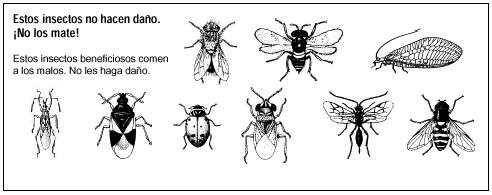 Estos insectos no hacen daño.
¡No los mate!
Estos insectos beneficiosos comen
a los malos. No les haga daño.